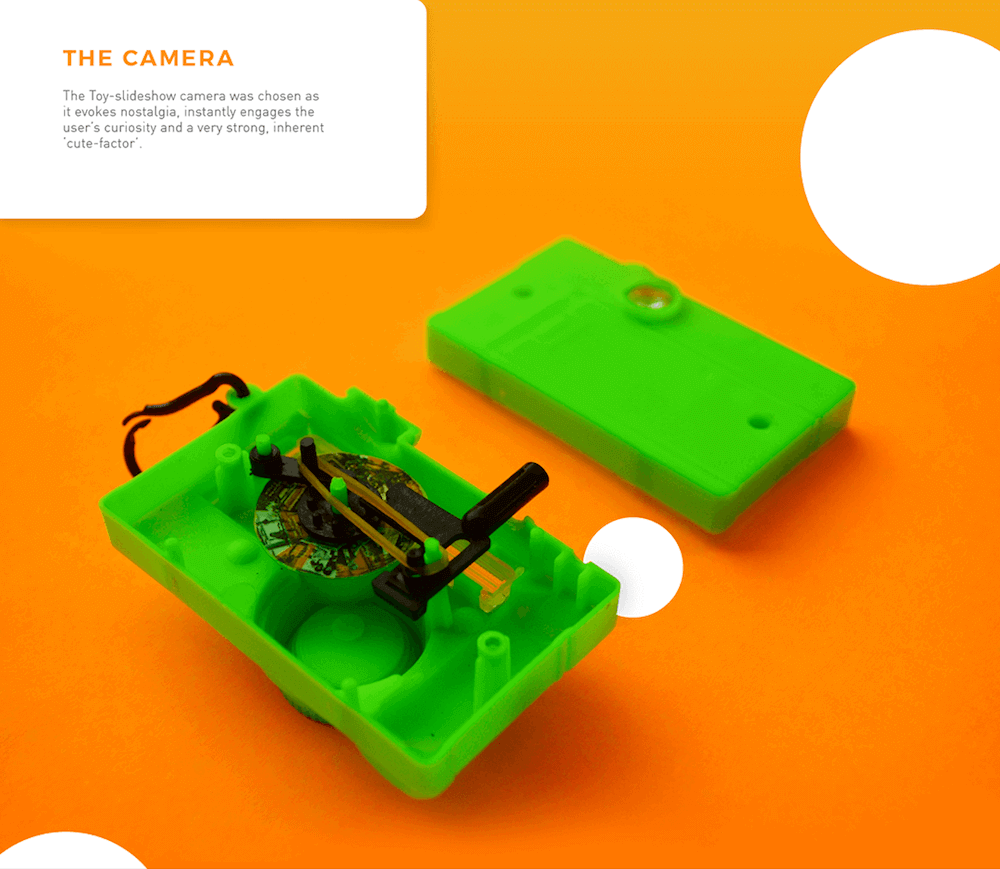 THE CAMERA
The Toy-slideshow camera was chosen as
it evokes nostalgia, instantly engages the
user's curiosity and a very strong, inherent
'cute-factor'.